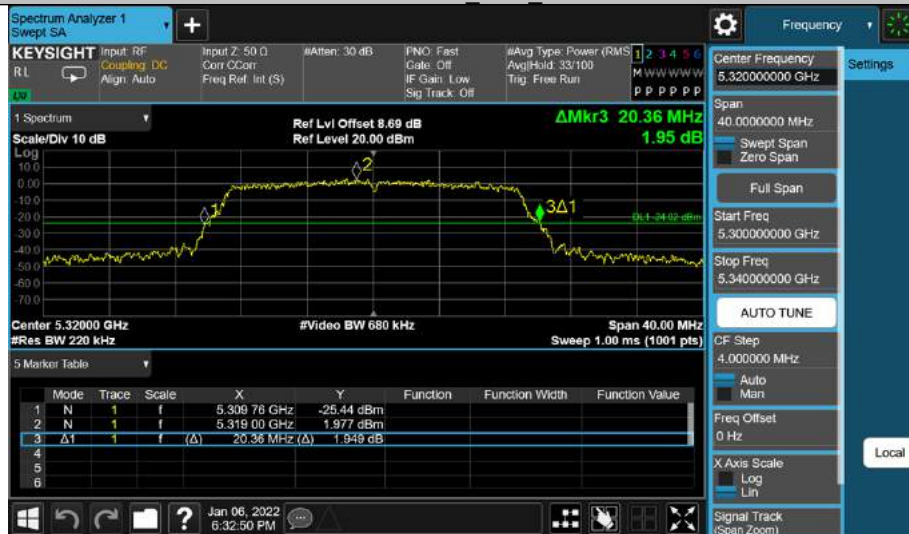 Spectrum Analyzer 1
Swept SA
+
Frequency
KEYSIGHT Input: RF
RL
Coupling: DC
Align: Auto
Input Z: 50 Ω
Corr CCorr
Freq Ref: Int (S)
#Atten: 30 dB
PNO: Fast
Gate: Off
IF Gain: Low
Sig Track: Off
#Avg Type: Power (RMS
Avg|Hold: 33/100
Trig: Free Run
1 2 3 4 5 6
M W W W W W
P P P P P P
1 Spectrum
Scale/Div 10 dB
Ref Lvl Offset 8.69 dB
Ref Level 20.00 dBm
ΔMkr3 20.36 MHz
1.95 dB
Log
10.0
0.00
-10.0
-20.0
-30.0
-40.0
-50.0
-60.0
-70.0
1
2
3Δ1
DL1 -24.02 dBm
Center 5.32000 GHz
#Res BW 220 kHz
#Video BW 680 kHz
Span 40.00 MHz
Sweep 1.00 ms (1001 pts)
5 Marker Table
Mode Trace Scale X Y Function Function Width Function Value
1 N 1 f 5.309 76 GHz -25.44 dBm
2 N 1 f 5.319 00 GHz 1.977 dBm
3 Δ1 1 f (Δ) 20.36 MHz (Δ) 1.949 dB
4
5
6
Jan 06, 2022
6:32:50 PM
Center Frequency
5.320000000 GHz
Settings
Span
40.0000000 MHz
Swept Span
Zero Span
Full Span
Start Freq
5.300000000 GHz
Stop Freq
5.340000000 GHz
AUTO TUNE
CF Step
4.000000 MHz
Auto
Man
Freq Offset
0 Hz
X Axis Scale
Log
Lin
Signal Track
(Span Zoom)
Local